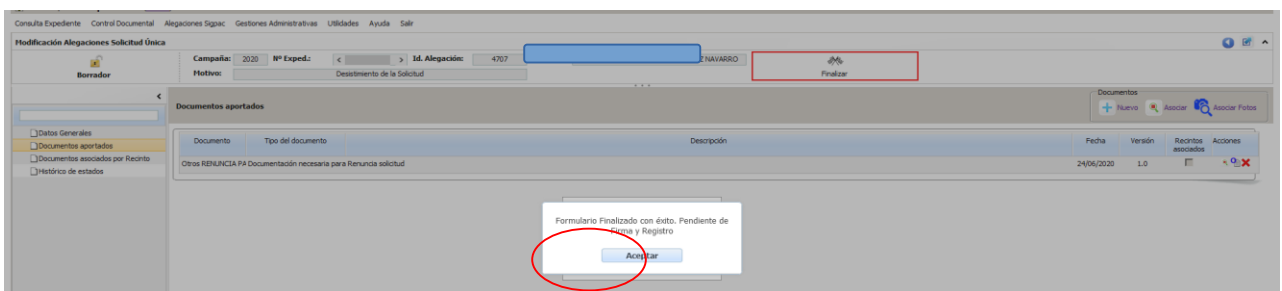 Consulta Expediente Control Documental Alegaciones Sigpac Gestiones Administrativas Utilidades Ayuda Salir
Modificación Alegaciones Solicitud Única
Borrador
Campaña: 2020 Nº Exped.: < > Id. Alegación: 4707 Z NAVARRO
Motivo: Desistimiento de la Solicitud
Finalizar
Documentos aportados
Documentos
Nuevo Asociar Asociar Fotos
Datos Generales
Documentos aportados
Documentos asociados por Recinto
Histórico de estados
Documento Tipo del documento Descripción Fecha Versión Recintos asociados Acciones
Otros RENUNCIA PA Documentación necesaria para Renuncia solicitud 24/06/2020 1.0
Formulario Finalizado con éxito. Pendiente de
Firma y Registro
Aceptar